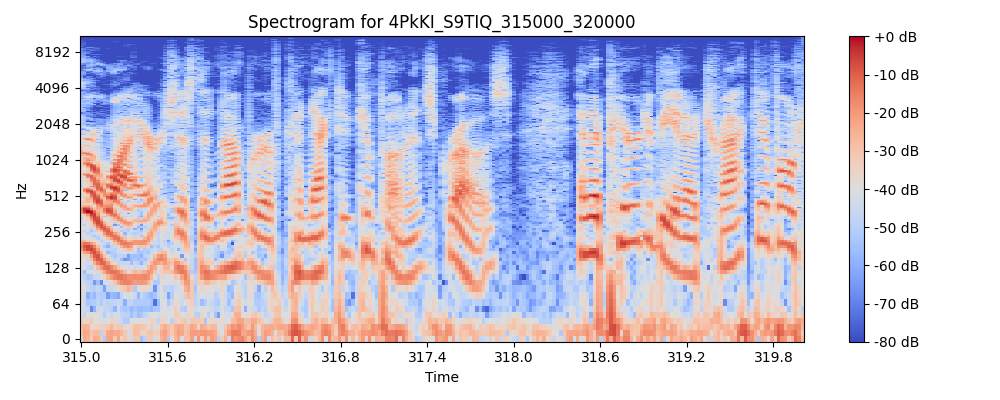 Spectrogram for 4PkKI_S9TIQ_315000_320000
Hz
8192
4096
2048
1024
512
256
128
64
0
315.0 315.6 316.2 316.8 317.4 318.0 318.6 319.2 319.8
Time
+0 dB
-10 dB
-20 dB
-30 dB
-40 dB
-50 dB
-60 dB
-70 dB
-80 dB